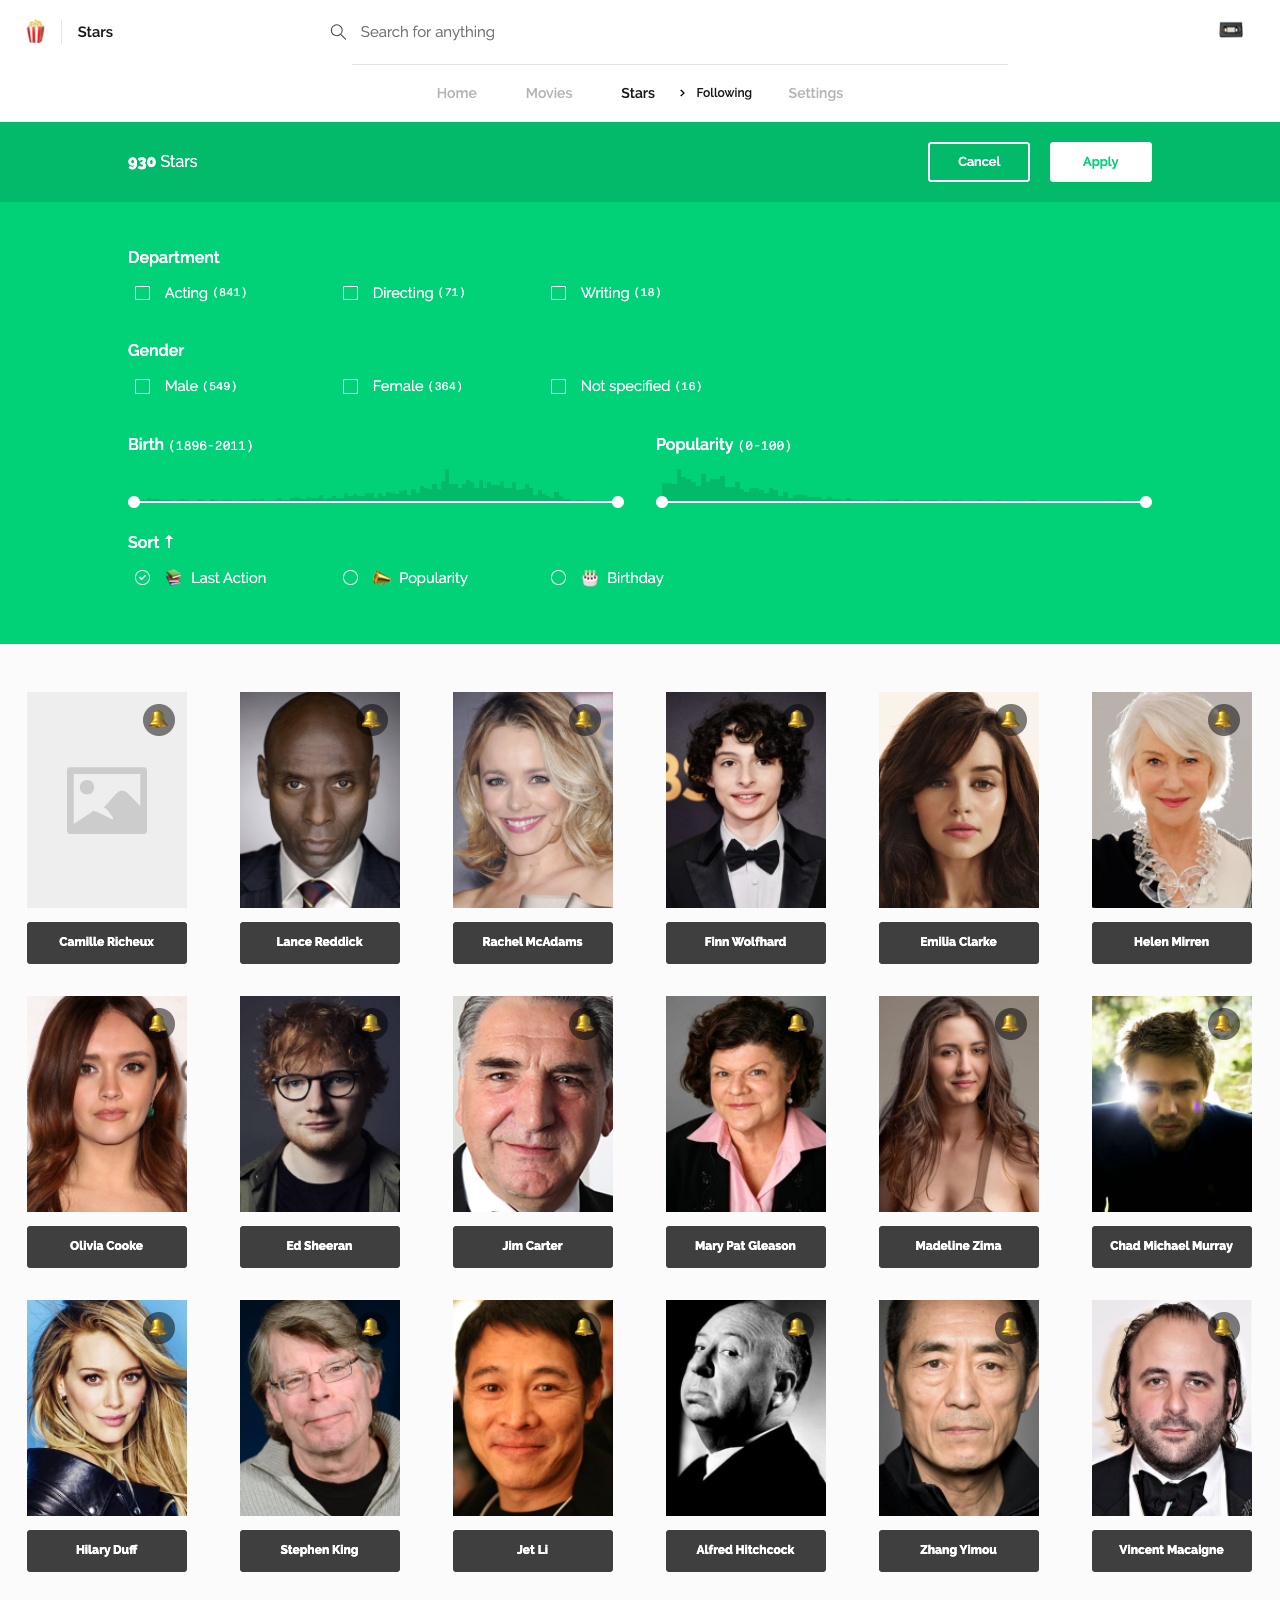 Stars
Search for anything
Home
Movies
Stars
Following
Settings
930 Stars
Cancel
Apply
Department
Acting (841)
Directing (71)
Writing (18)
Gender
Male (549)
Female (364)
Not specified (16)
Birth (1896-2011)
Popularity (0-100)
Sort ↑
Last Action
Popularity
Birthday
Camille Richeux
Lance Reddick
Rachel McAdams
Finn Wolfhard
Emilia Clarke
Helen Mirren
Olivia Cooke
Ed Sheeran
Jim Carter
Mary Pat Gleason
Madeline Zima
Chad Michael Murray
Hilary Duff
Stephen King
Jet Li
Alfred Hitchcock
Zhang Yimou
Vincent Macaigne